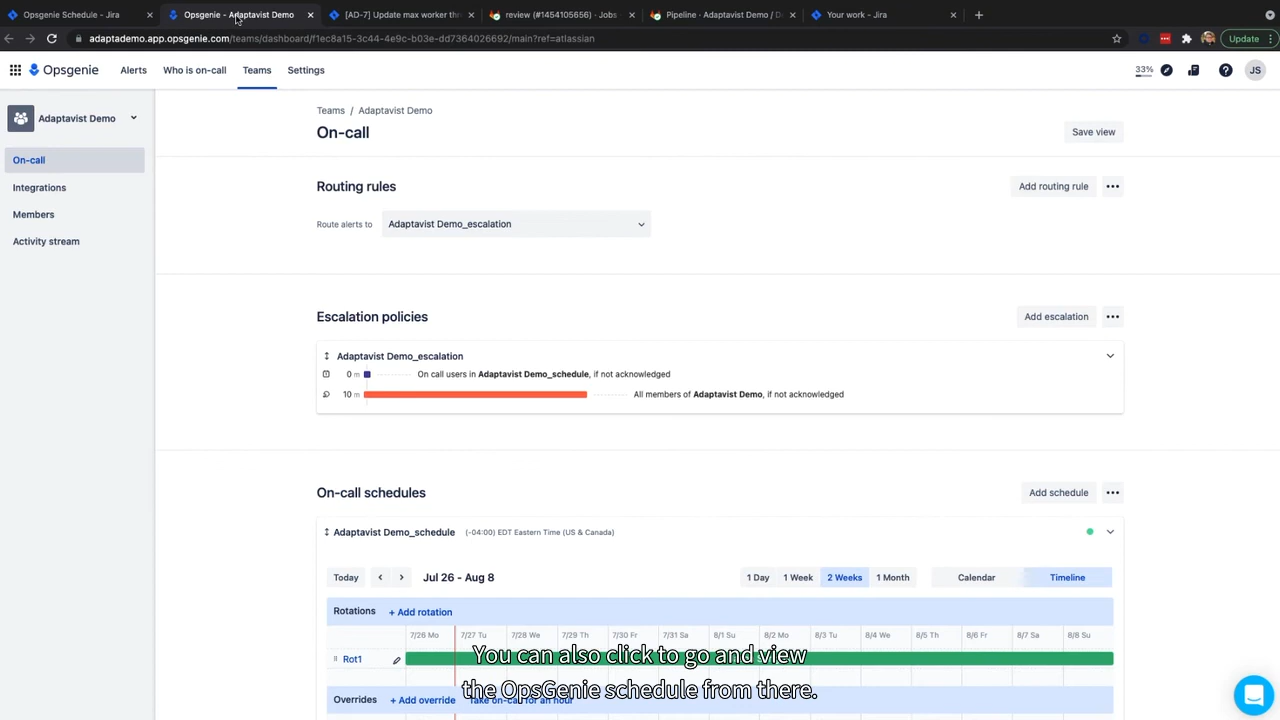 Opsgenie Schedule - Jira
Opsgenie - Adaptavist Demo
[AD-7] Update max worker thr
review (#1454105656) · Jobs
Pipeline · Adaptavist Demo / D
Your work - Jira
adaptademo.app.opsgenie.com/teams/dashboard/f1ec8a15-3c44-4e9c-b03e-dd7364026692/main?ref=atlassian
Update
Opsgenie
Alerts
Who is on-call
Teams
Settings
33%
JS
Adaptavist Demo
On-call
Integrations
Members
Activity stream
Teams / Adaptavist Demo
On-call
Save view
Routing rules
Add routing rule
Route alerts to
Adaptavist Demo_escalation
Escalation policies
Add escalation
Adaptavist Demo_escalation
0 m
On call users in Adaptavist Demo_schedule, if not acknowledged
10 m
All members of Adaptavist Demo, if not acknowledged
On-call schedules
Add schedule
Adaptavist Demo_schedule
(-04:00) EDT Eastern Time (US & Canada)
Today
Jul 26 - Aug 8
1 Day
1 Week
2 Weeks
1 Month
Calendar
Timeline
Rotations
+ Add rotation
7/26 Mo
7/27 Tu
7/28 We
7/29 Th
7/30 Fr
7/31 Sa
8/1 Su
8/2 Mo
8/3 Tu
8/4 We
8/5 Th
8/6 Fr
8/7 Sa
8/8 Su
Rot1
Overrides
+ Add override
Take on-call for an hour
You can also click to go and view
the OpsGenie schedule from there.